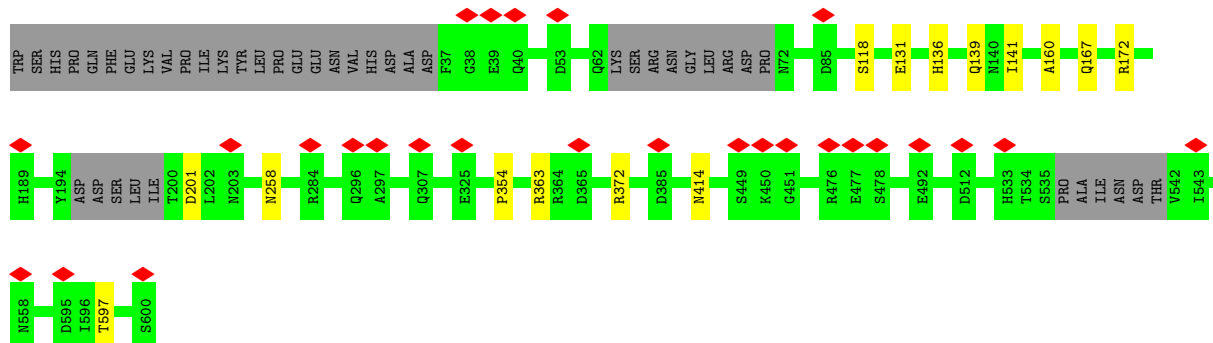 TRP SER HIS PRO GLN PHE GLU LYS VAL PRO ILE LYS TYR LEU PRO GLU GLU ASN VAL HIS ASP ALA ASP F37 G38 E39 Q40 D53 Q62 LYS SER ARG ASN GLY LEU ARG ASP PRO N72 D85 S118 E131 H136 Q139 N140 I141 A160 Q167 R172
H189 Y194 ASP ASP SER LEU ILE T200 D201 L202 N203 N258 R284 Q296 A297 Q307 E325 P354 R363 R364 D365 R372 D385 N414 S449 K450 G451 R476 E477 S478 E492 D512 H533 T534 S535 PRO ALA ILE ASN ASP THR V542 I543
N558 D595 I596 T597 S600